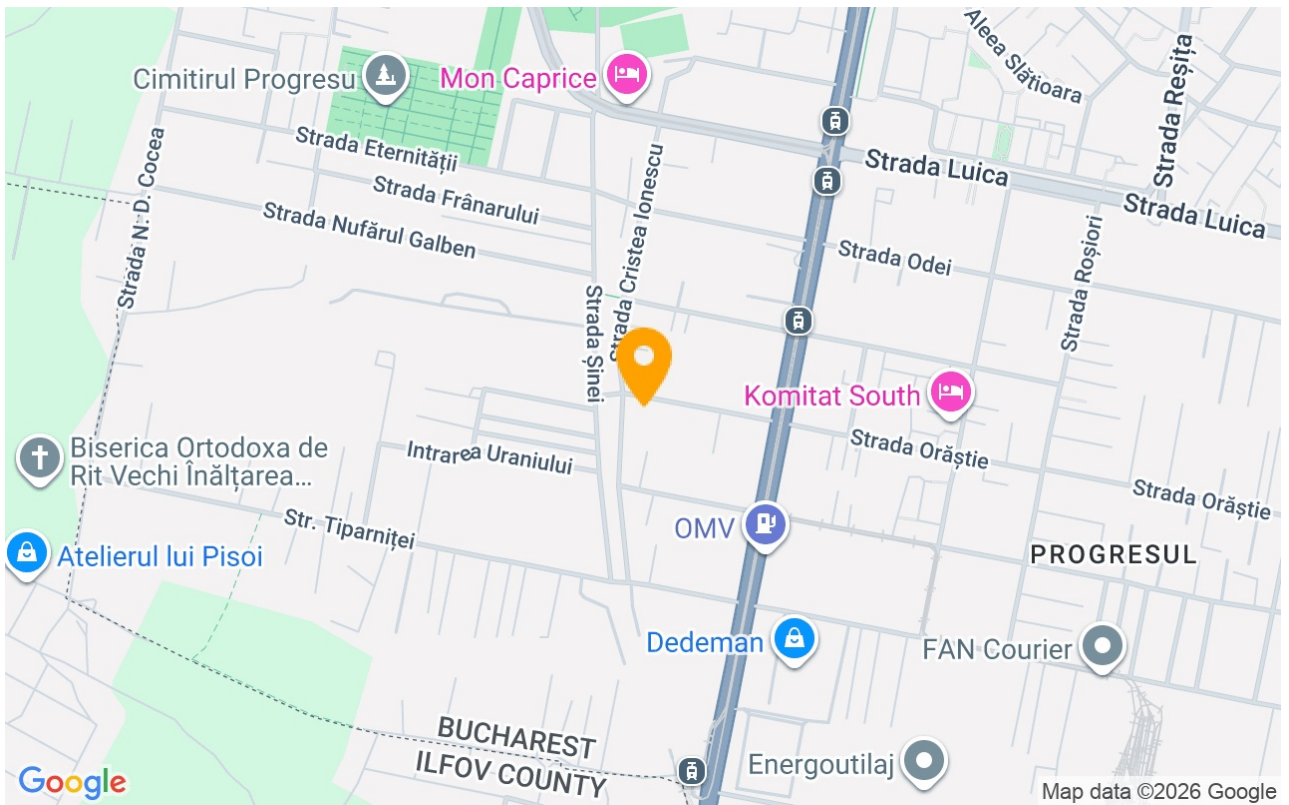 Aleea Slătioara
Cimitirul Progresu
Mon Caprice
Strada Reșița
Strada Eternității
Strada Luica
Strada N. D. Cocea
Strada Frânarului
Strada Cristea Ionescu
Strada Luica
Strada Nufărul Galben
Strada Odei
Strada Roșiori
Strada Șinei
Komitat South
Biserica Ortodoxa de
Rit Vechi Înălțarea...
Intrarea Uraniului
Strada Orăștie
Strada Orăștie
Str. Tiparniței
OMV
Atelierul lui Pisoi
PROGRESUL
Dedeman
FAN Courier
BUCHAREST
ILFOV COUNTY
Energoutilaj
Google
Map data ©2026 Google